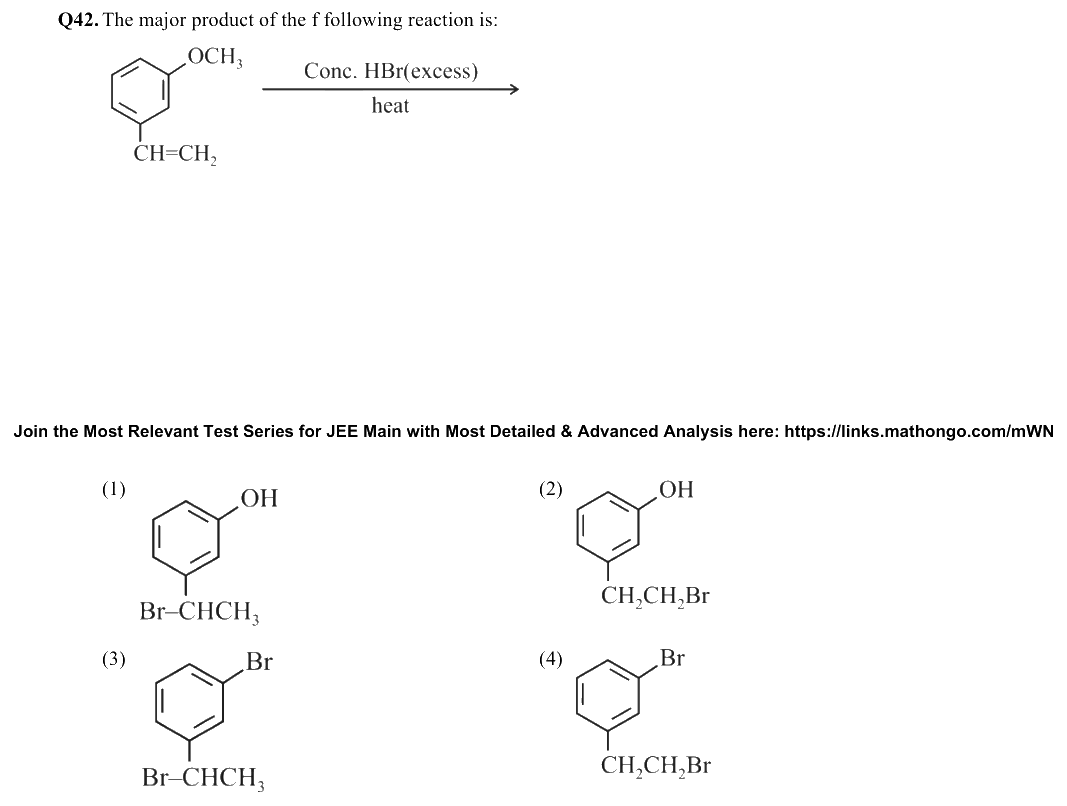 Q42. The major product of the f following reaction is:
OCH₃
Conc. HBr(excess)
heat
CH=CH₂
Join the Most Relevant Test Series for JEE Main with Most Detailed & Advanced Analysis here: https://links.mathongo.com/mWN
(1)
OH
Br–CHCH₃
(2)
OH
CH₂CH₂Br
(3)
Br
Br–CHCH₃
(4)
Br
CH₂CH₂Br